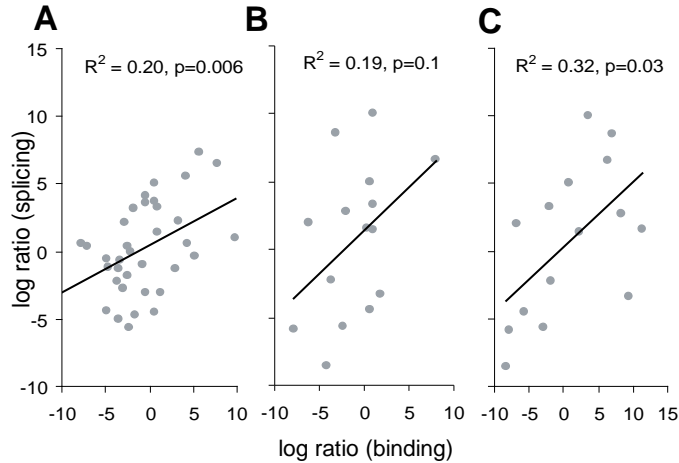 A B C
R² = 0.20, p=0.006
R² = 0.19, p=0.1
R² = 0.32, p=0.03
log ratio (splicing)
15
10
5
0
-5
-10
-10 -5 0 5 10
-10 -5 0 5 10
-10 -5 0 5 10 15
log ratio (binding)